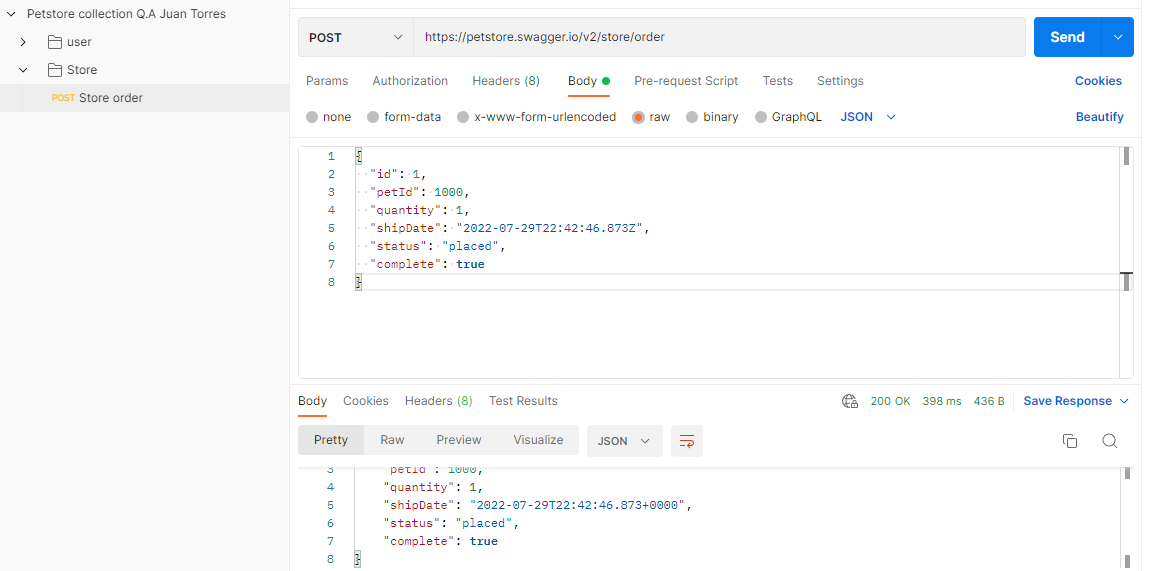 Petstore collection Q.A Juan Torres
user
Store
POST Store order
POST https://petstore.swagger.io/v2/store/order Send
Params Authorization Headers (8) Body Pre-request Script Tests Settings Cookies
none form-data x-www-form-urlencoded raw binary GraphQL JSON Beautify
1 {
2 "id": 1,
3 "petId": 1000,
4 "quantity": 1,
5 "shipDate": "2022-07-29T22:42:46.873Z",
6 "status": "placed",
7 "complete": true
8 }
Body Cookies Headers (8) Test Results 200 OK 398 ms 436 B Save Response
Pretty Raw Preview Visualize JSON
3 "petId": 1000,
4 "quantity": 1,
5 "shipDate": "2022-07-29T22:42:46.873+0000",
6 "status": "placed",
7 "complete": true
8 }